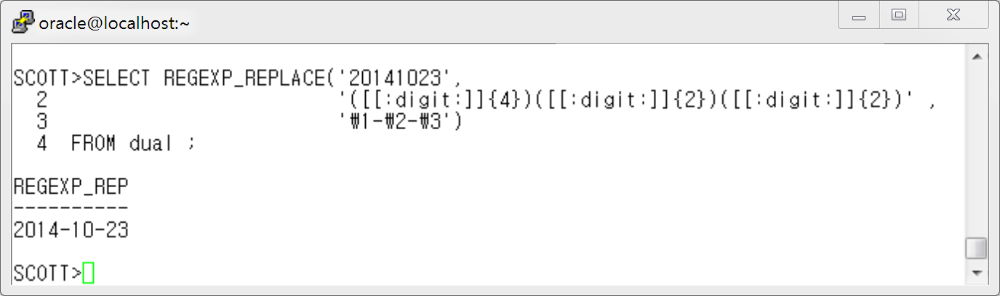 oracle@localhost:~
SCOTT>SELECT REGEXP_REPLACE('20141023',
2 '([[:digit:]]{4})([[:digit:]]{2})([[:digit:]]{2})' ,
3 '₩1-₩2-₩3')
4 FROM dual ;
REGEXP_REP
----------
2014-10-23
SCOTT>